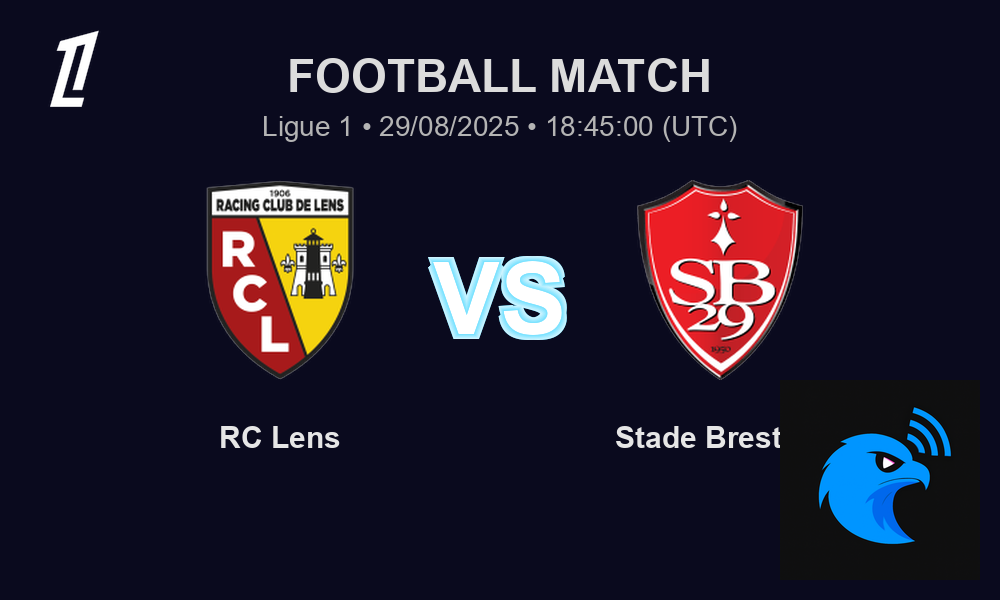 FOOTBALL MATCH
Ligue 1 • 29/08/2025 • 18:45:00 (UTC)
1906
RACING CLUB DE LENS
R
C
L
VS
SB
29
1950
RC Lens
Stade Brest